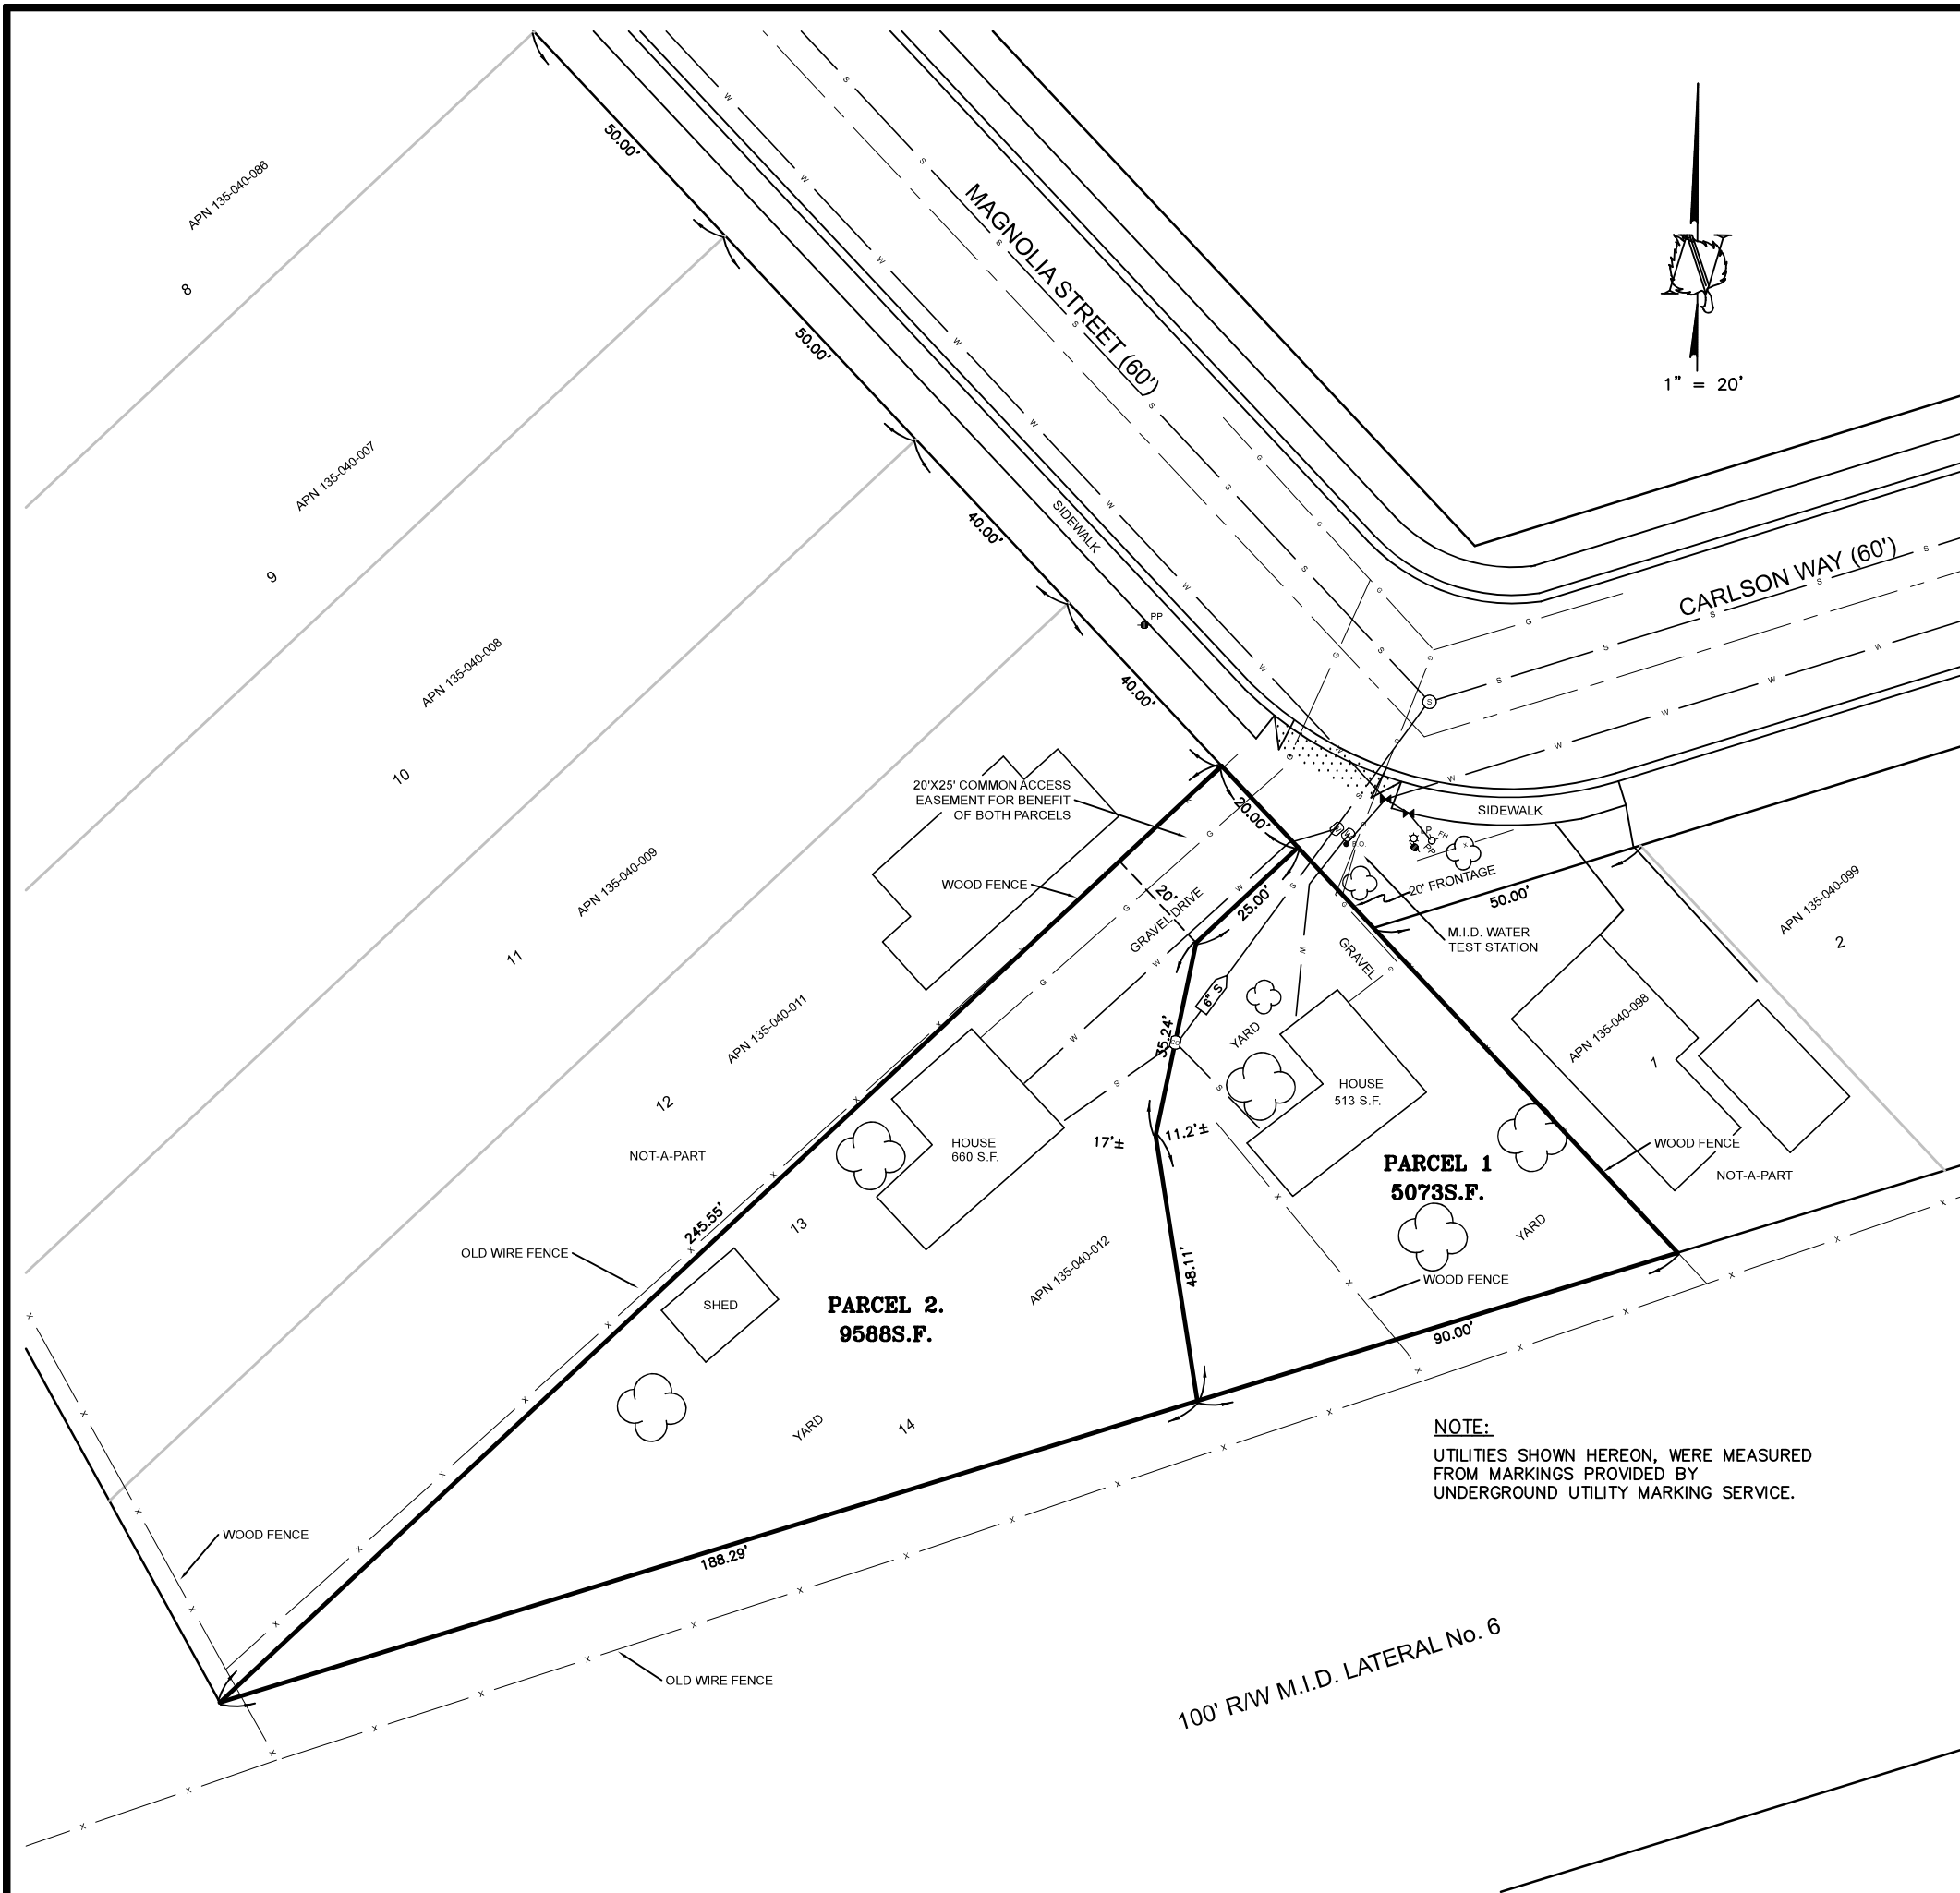 50.00'
APN 135-040-086
8
MAGNOLIA STREET (60')
1" = 20'
50.00'
APN 135-040-007
9
40.00'
SIDEWALK
CARLSON WAY (60')
APN 135-040-008
10
PP
40.00'
20'X25' COMMON ACCESS
EASEMENT FOR BENEFIT
OF BOTH PARCELS
20.00'
SIDEWALK
LP
FH
PP
20' FRONTAGE
50.00'
APN 135-040-009
11
WOOD FENCE
20'
GRAVEL DRIVE
25.00'
M.I.D. WATER
TEST STATION
GRAVEL
APN 135-040-099
2
APN 135-040-011
12
NOT-A-PART
6" S
35.24'
CO
YARD
HOUSE
513 S.F.
APN 135-040-098
1
HOUSE
660 S.F.
17'±
11.2'±
PARCEL 1
5073S.F.
WOOD FENCE
NOT-A-PART
245.55'
13
OLD WIRE FENCE
SHED
PARCEL 2.
9588S.F.
APN 135-040-012
48.11'
YARD
WOOD FENCE
90.00'
YARD
14
NOTE:
UTILITIES SHOWN HEREON, WERE MEASURED
FROM MARKINGS PROVIDED BY
UNDERGROUND UTILITY MARKING SERVICE.
WOOD FENCE
188.29'
OLD WIRE FENCE
100' R/W M.I.D. LATERAL No. 6